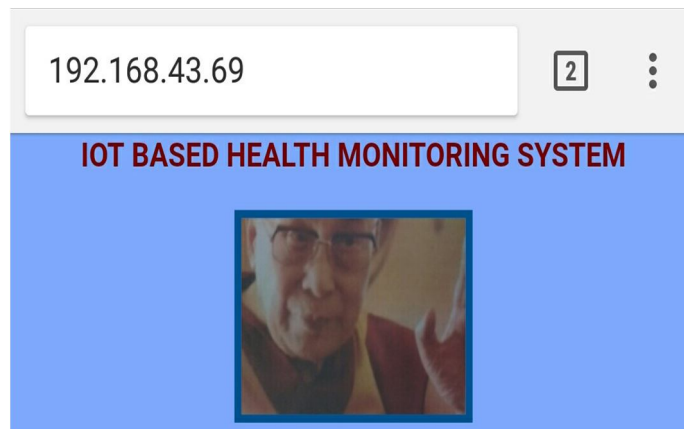 192.168.43.69
2
IOT BASED HEALTH MONITORING SYSTEM